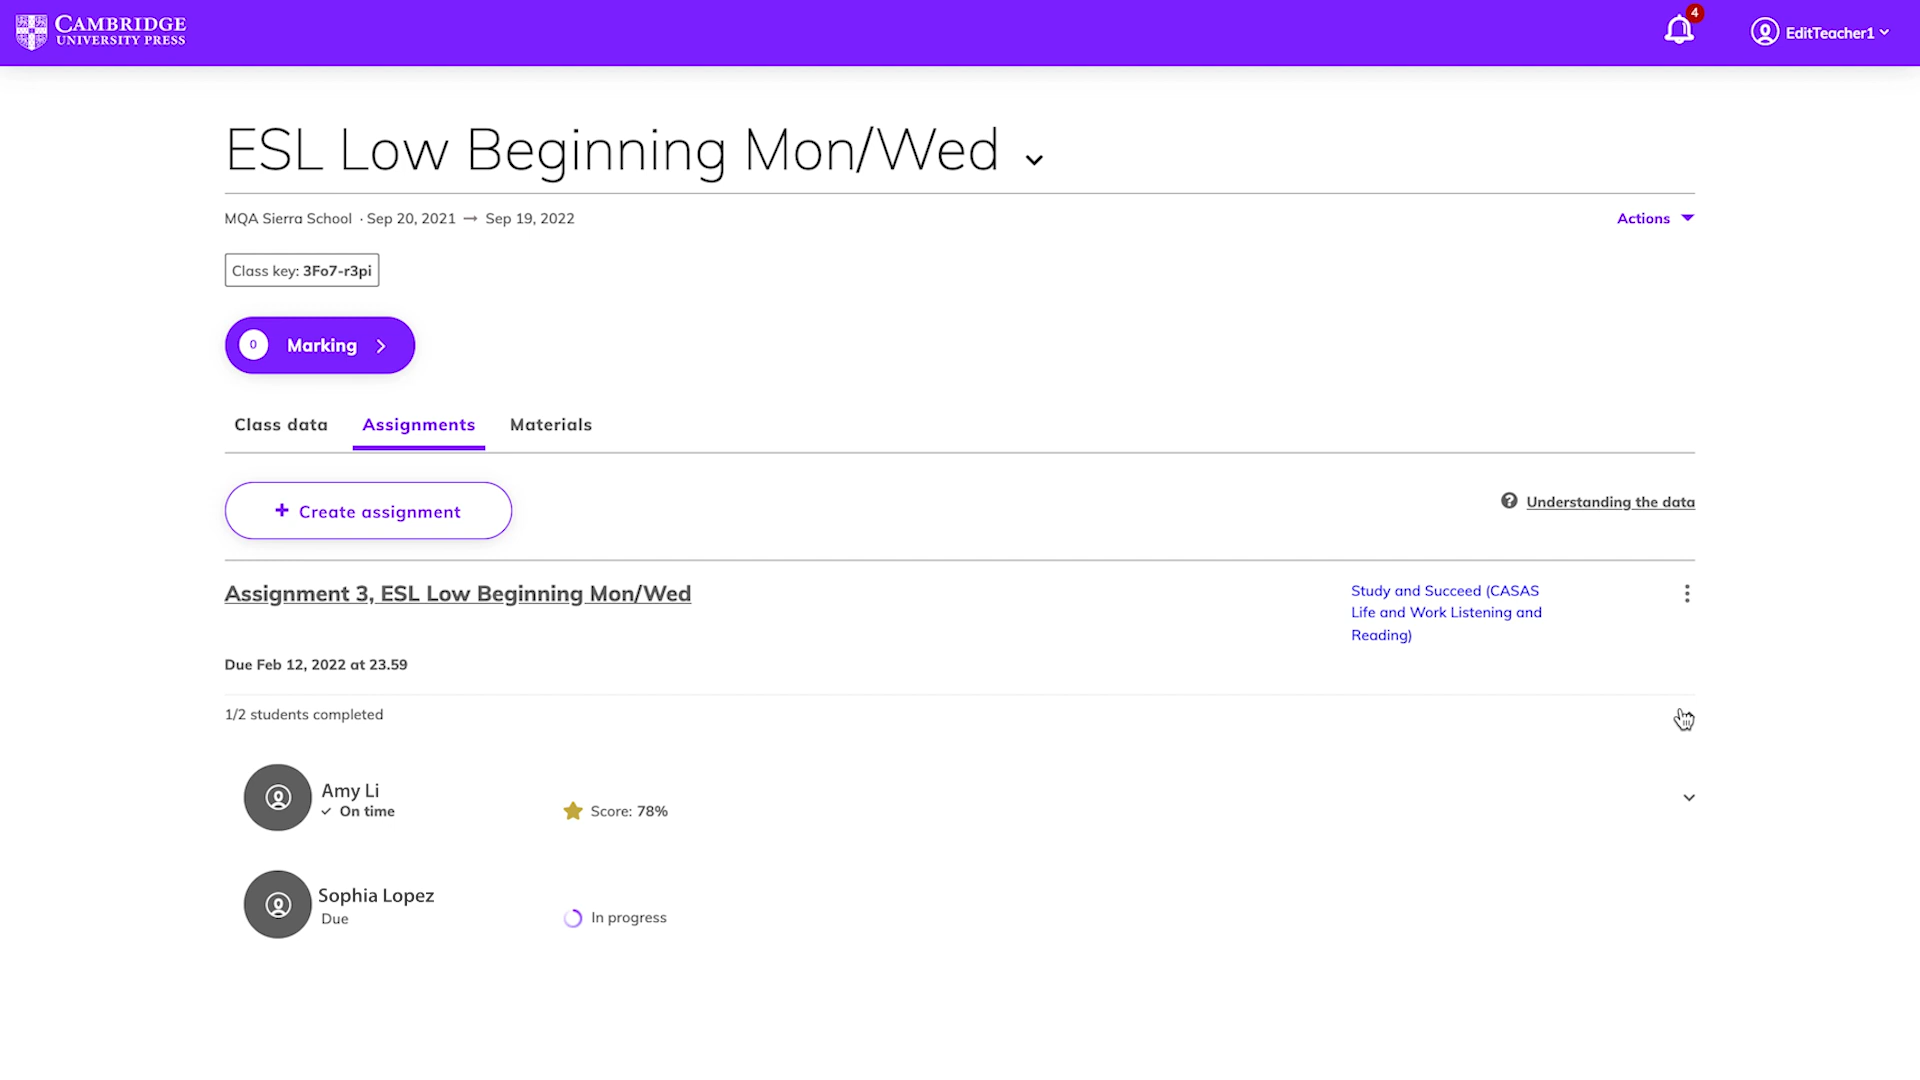 CAMBRIDGE
UNIVERSITY PRESS
4
EditTeacher1
ESL Low Beginning Mon/Wed
MQA Sierra School · Sep 20, 2021 → Sep 19, 2022
Actions
Class key: 3Fo7-r3pi
0 Marking
Class data Assignments Materials
+ Create assignment
Understanding the data
Assignment 3, ESL Low Beginning Mon/Wed
Study and Succeed (CASAS
Life and Work Listening and
Reading)
Due Feb 12, 2022 at 23.59
1/2 students completed
Amy Li
On time
Score: 78%
Sophia Lopez
Due
In progress